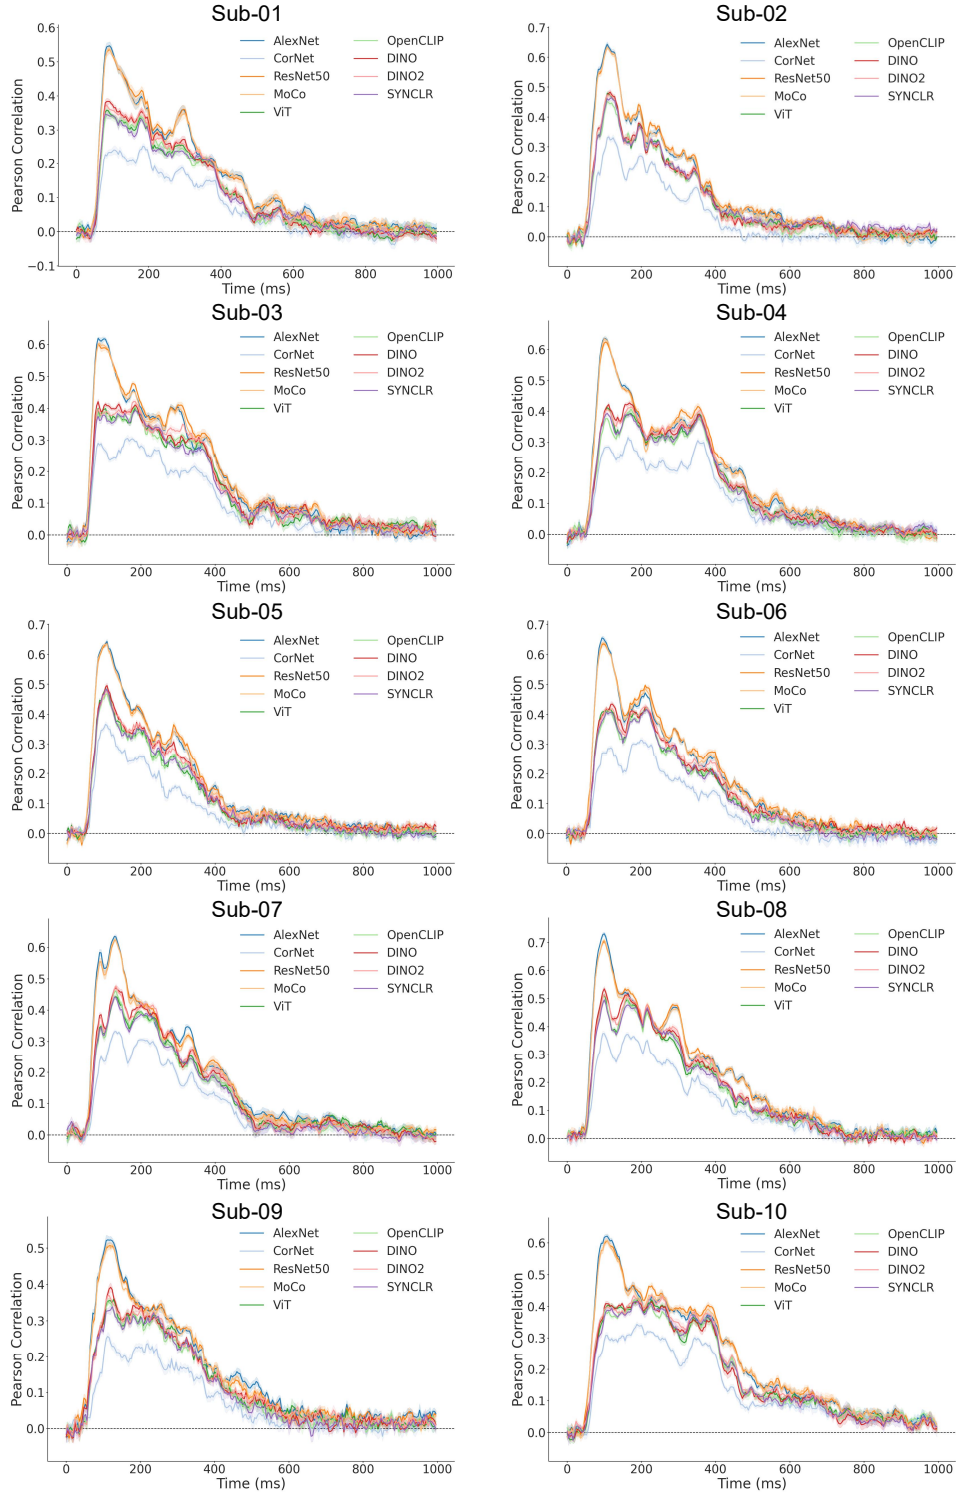 Sub-01
Pearson Correlation
0.6
0.5
0.4
0.3
0.2
0.1
0.0
−0.1
AlexNet
CorNet
ResNet50
MoCo
ViT
OpenCLIP
DINO
DINO2
SYNCLR
0 200 400 600 800 1000
Time (ms)
Sub-02
Pearson Correlation
0.7
0.6
0.5
0.4
0.3
0.2
0.1
0.0
AlexNet
CorNet
ResNet50
MoCo
ViT
OpenCLIP
DINO
DINO2
SYNCLR
0 200 400 600 800 1000
Time (ms)
Sub-03
Pearson Correlation
0.6
0.5
0.4
0.3
0.2
0.1
0.0
AlexNet
CorNet
ResNet50
MoCo
ViT
OpenCLIP
DINO
DINO2
SYNCLR
0 200 400 600 800 1000
Time (ms)
Sub-04
Pearson Correlation
0.6
0.5
0.4
0.3
0.2
0.1
0.0
AlexNet
CorNet
ResNet50
MoCo
ViT
OpenCLIP
DINO
DINO2
SYNCLR
0 200 400 600 800 1000
Time (ms)
Sub-05
Pearson Correlation
0.7
0.6
0.5
0.4
0.3
0.2
0.1
0.0
AlexNet
CorNet
ResNet50
MoCo
ViT
OpenCLIP
DINO
DINO2
SYNCLR
0 200 400 600 800 1000
Time (ms)
Sub-06
Pearson Correlation
0.7
0.6
0.5
0.4
0.3
0.2
0.1
0.0
AlexNet
CorNet
ResNet50
MoCo
ViT
OpenCLIP
DINO
DINO2
SYNCLR
0 200 400 600 800 1000
Time (ms)
Sub-07
Pearson Correlation
0.6
0.5
0.4
0.3
0.2
0.1
0.0
AlexNet
CorNet
ResNet50
MoCo
ViT
OpenCLIP
DINO
DINO2
SYNCLR
0 200 400 600 800 1000
Time (ms)
Sub-08
Pearson Correlation
0.7
0.6
0.5
0.4
0.3
0.2
0.1
0.0
AlexNet
CorNet
ResNet50
MoCo
ViT
OpenCLIP
DINO
DINO2
SYNCLR
0 200 400 600 800 1000
Time (ms)
Sub-09
Pearson Correlation
0.5
0.4
0.3
0.2
0.1
0.0
AlexNet
CorNet
ResNet50
MoCo
ViT
OpenCLIP
DINO
DINO2
SYNCLR
0 200 400 600 800 1000
Time (ms)
Sub-10
Pearson Correlation
0.6
0.5
0.4
0.3
0.2
0.1
0.0
AlexNet
CorNet
ResNet50
MoCo
ViT
OpenCLIP
DINO
DINO2
SYNCLR
0 200 400 600 800 1000
Time (ms)